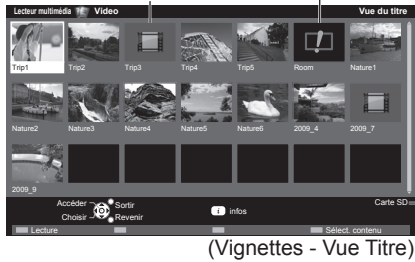 Lecteur multimédia Video Vue du titre
Trip1 Trip2 Trip3 Trip4 Trip5 Room Nature1
Nature2 Nature3 Nature4 Nature5 Nature6 2009_4 2009_7
2009_9
Accéder Sortir Carte SD
Choisir Revenir i infos
Lecture Sélect. contenu
(Vignettes - Vue Titre)